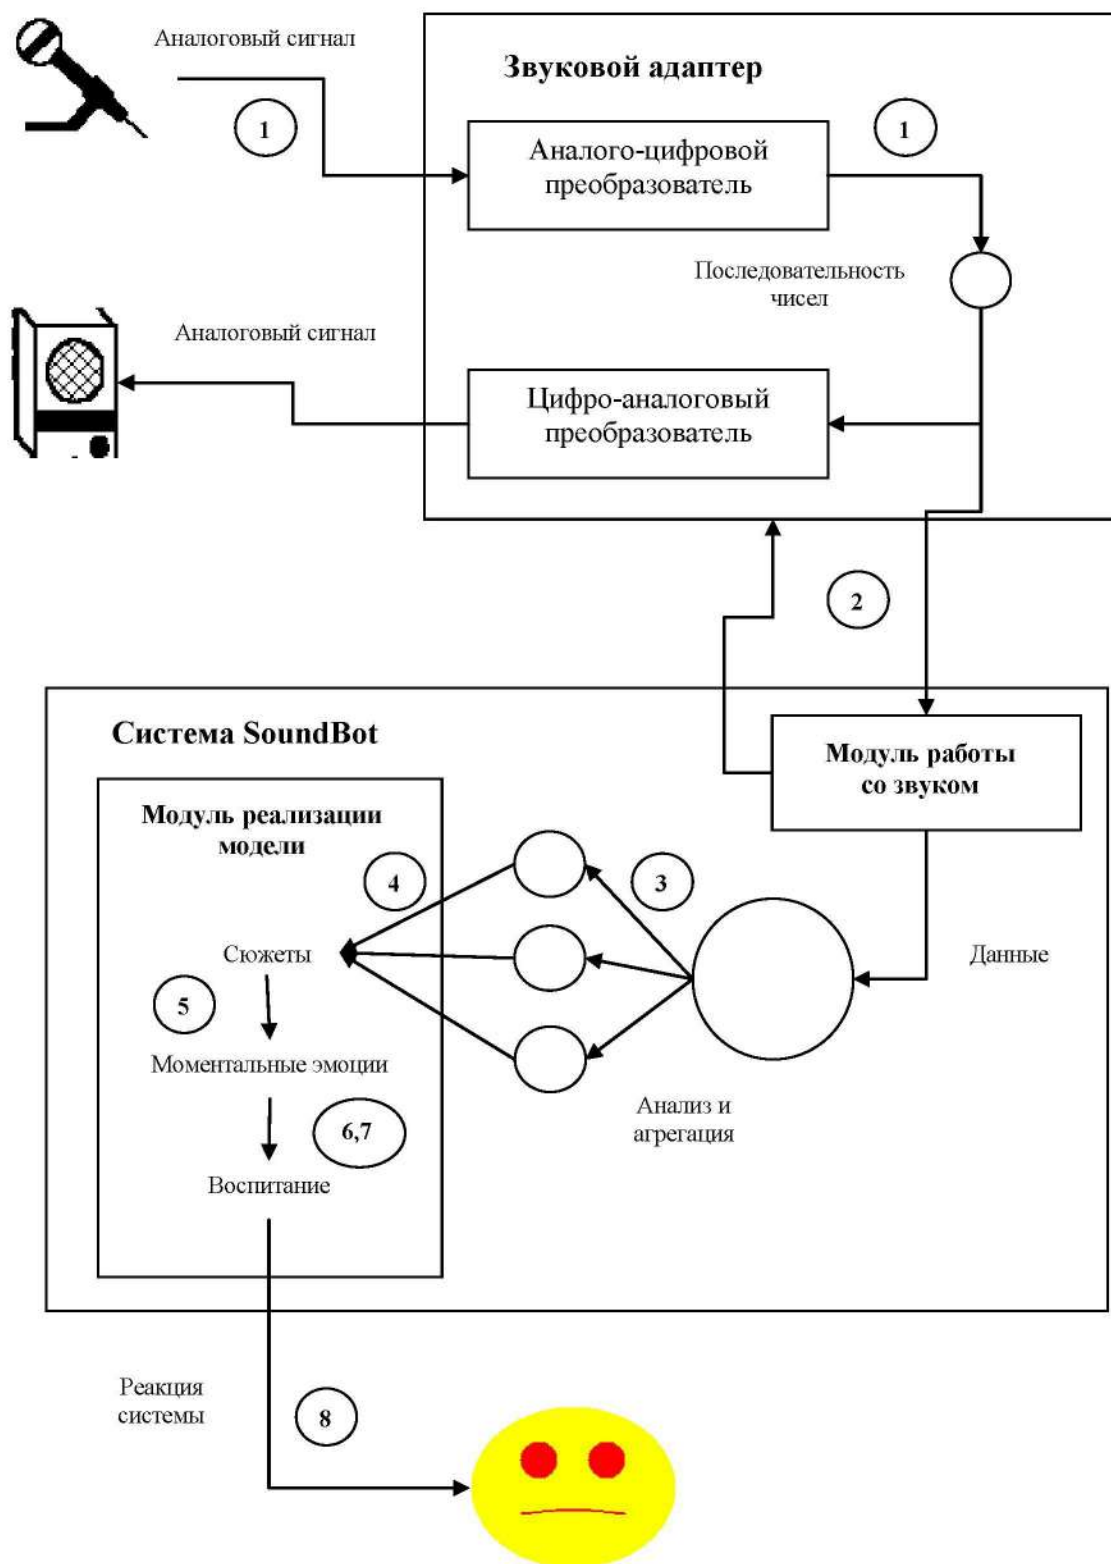 Аналоговый сигнал
1
Звуковой адаптер
Аналого-цифровой
преобразователь
1
Последовательность
чисел
Аналоговый сигнал
Цифро-аналоговый
преобразователь
2
Система SoundBot
Модуль работы
со звуком
Модуль реализации
модели
4
3
Сюжеты
Данные
5
Моментальные эмоции
Анализ и
агрегация
6,7
Воспитание
Реакция
системы
8